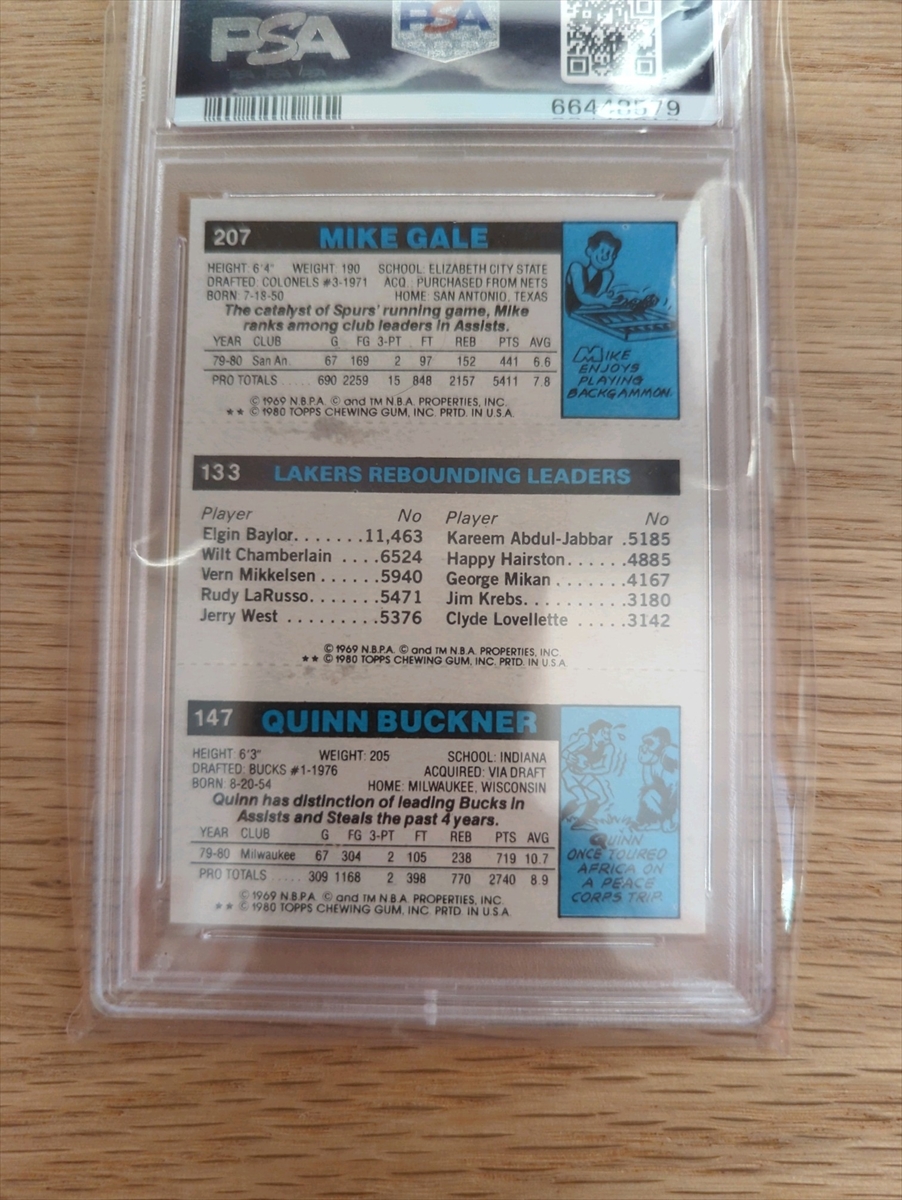 PSA PSA
66448579
207 MIKE GALE
HEIGHT: 6'4" WEIGHT: 190 SCHOOL: ELIZABETH CITY STATE
DRAFTED: COLONELS #3-1971 ACQ.: PURCHASED FROM NETS
BORN: 7-18-50 HOME: SAN ANTONIO, TEXAS
The catalyst of Spurs' running game, Mike
ranks among club leaders in Assists.
YEAR CLUB G FG 3-PT FT REB PTS AVG
79-80 San An. 67 169 2 97 152 441 6.6
PRO TOTALS ..... 690 2259 15 848 2157 5411 7.8
© 1969 N.B.P.A. © and TM N.B.A. PROPERTIES, INC.
★★ © 1980 TOPPS CHEWING GUM, INC. PRTD. IN U.S.A.
MIKE
ENJOYS
PLAYING
BACKGAMMON.
133 LAKERS REBOUNDING LEADERS
Player No Player No
Elgin Baylor.......11,463 Kareem Abdul-Jabbar .5185
Wilt Chamberlain ....6524 Happy Hairston......4885
Vern Mikkelsen ......5940 George Mikan .......4167
Rudy LaRusso.......5471 Jim Krebs..........3180
Jerry West .........5376 Clyde Lovellette .....3142
© 1969 N.B.P.A. © and TM N.B.A. PROPERTIES, INC.
★★ © 1980 TOPPS CHEWING GUM, INC. PRTD. IN U.S.A.
147 QUINN BUCKNER
HEIGHT: 6'3" WEIGHT: 205 SCHOOL: INDIANA
DRAFTED: BUCKS #1-1976 ACQUIRED: VIA DRAFT
BORN: 8-20-54 HOME: MILWAUKEE, WISCONSIN
Quinn has distinction of leading Bucks in
Assists and Steals the past 4 years.
YEAR CLUB G FG 3-PT FT REB PTS AVG
79-80 Milwaukee 67 304 2 105 238 719 10.7
PRO TOTALS ..... 309 1168 2 398 770 2740 8.9
© 1969 N.B.P.A. © and TM N.B.A. PROPERTIES, INC.
★★ © 1980 TOPPS CHEWING GUM, INC. PRTD. IN U.S.A.
QUINN
ONCE TOURED
AFRICA ON
A PEACE
CORPS TRIP.